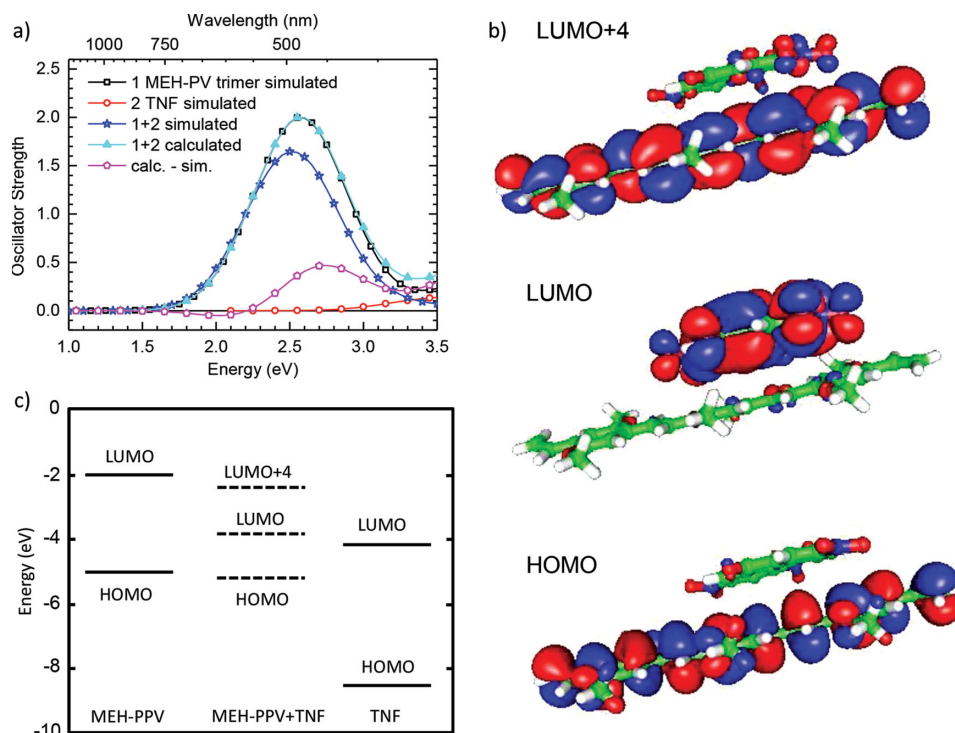 a)
Wavelength (nm)
1000 750 500
Oscillator Strength
2.5
2.0
1.5
1.0
0.5
0.0
1 MEH-PV trimer simulated
2 TNF simulated
1+2 simulated
1+2 calculated
calc. - sim.
1.0 1.5 2.0 2.5 3.0 3.5
Energy (eV)
b)
LUMO+4
LUMO
HOMO
c)
Energy (eV)
0
-2
-4
-6
-8
-10
LUMO
HOMO
MEH-PPV
LUMO+4
LUMO
HOMO
MEH-PPV+TNF
LUMO
HOMO
TNF